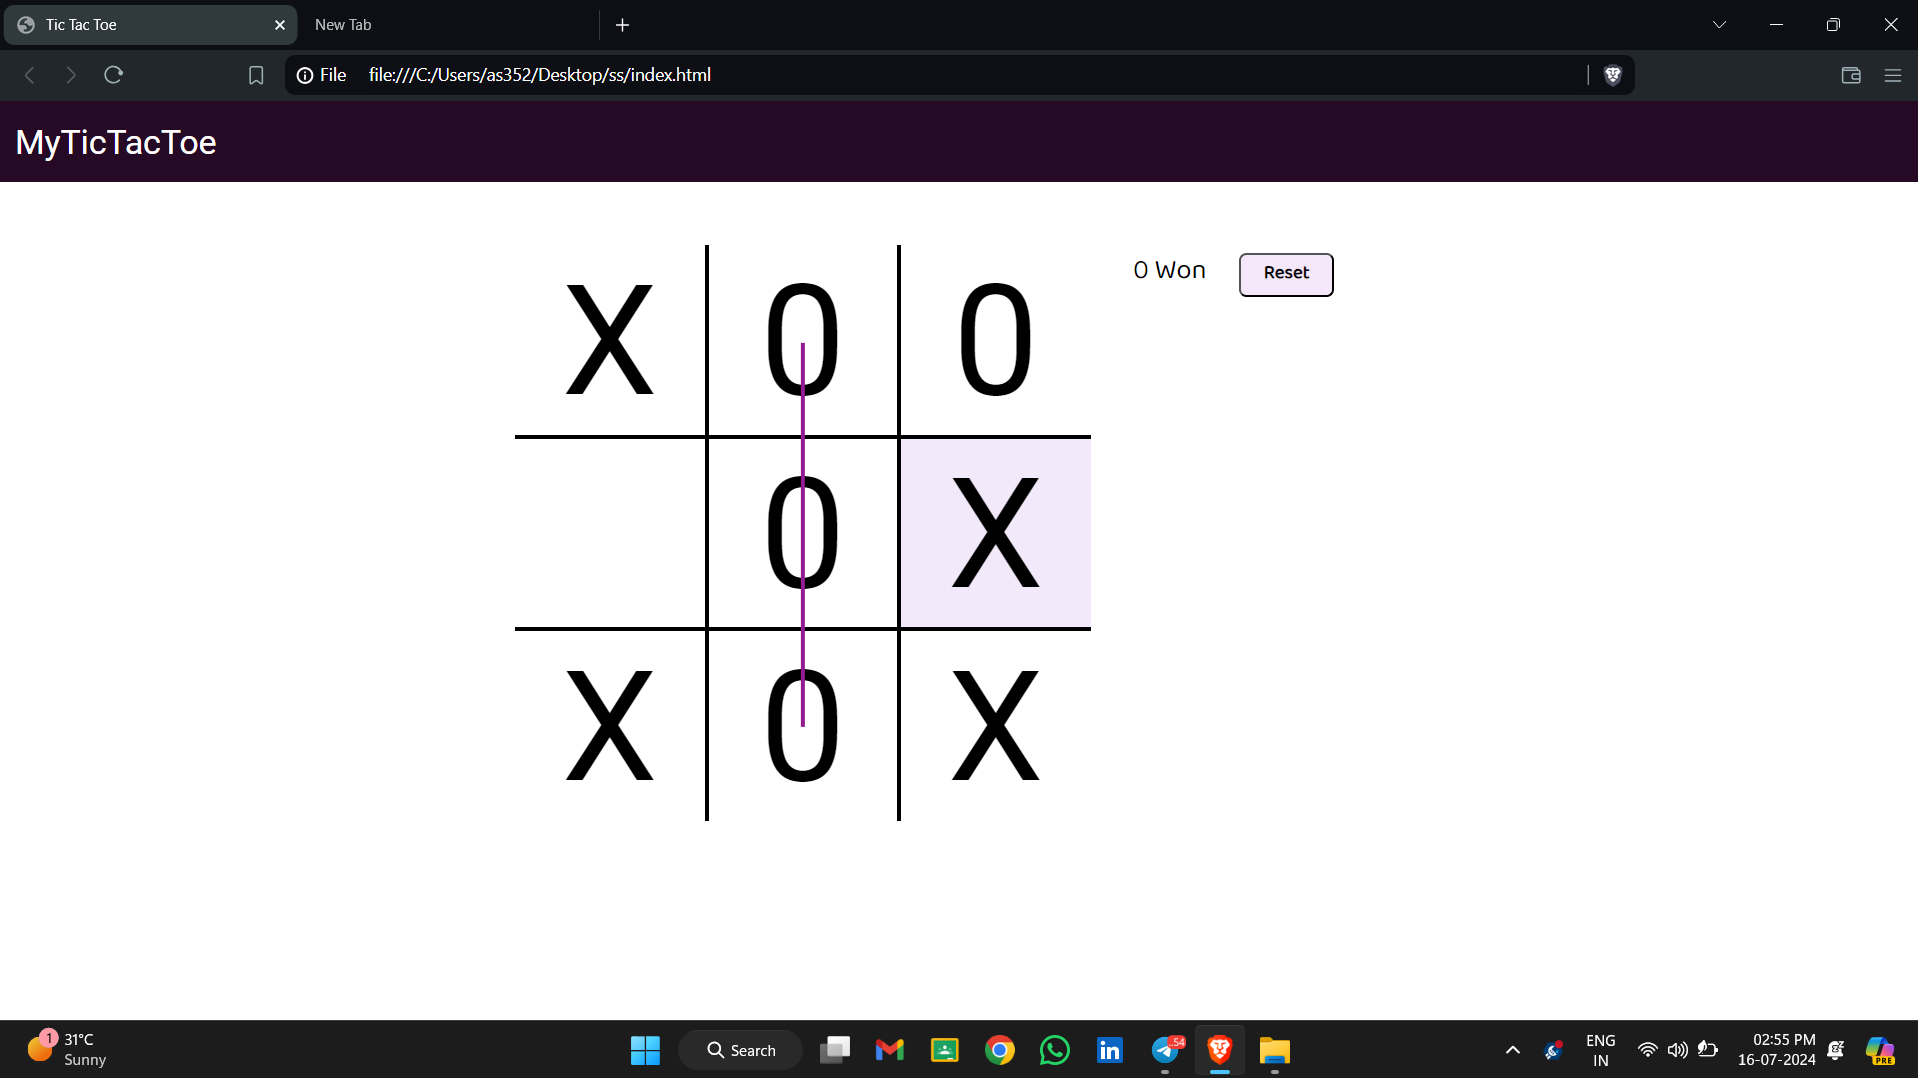 Tic Tac Toe New Tab
File file:///C:/Users/as352/Desktop/ss/index.html
MyTicTacToe
0 Won Reset
X 0 0
0 X
X 0 X
1 31°C
Sunny
Search
54
PRE
ENG
IN
02:55 PM
16-07-2024